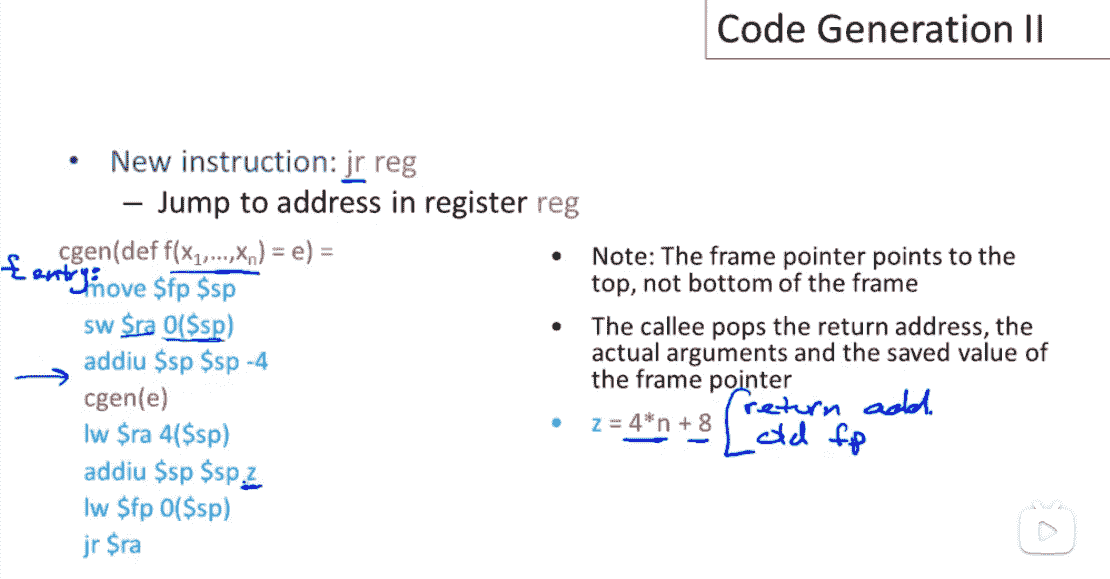 Code Generation II
• New instruction: jr reg
– Jump to address in register reg
cgen(def f(x1,...,xn) = e) =
f entry:
move $fp $sp
sw $ra 0($sp)
addiu $sp $sp -4
cgen(e)
lw $ra 4($sp)
addiu $sp $sp z
lw $fp 0($sp)
jr $ra
• Note: The frame pointer points to the
top, not bottom of the frame
• The callee pops the return address, the
actual arguments and the saved value of
the frame pointer
• z = 4*n + 8
return add.
old fp